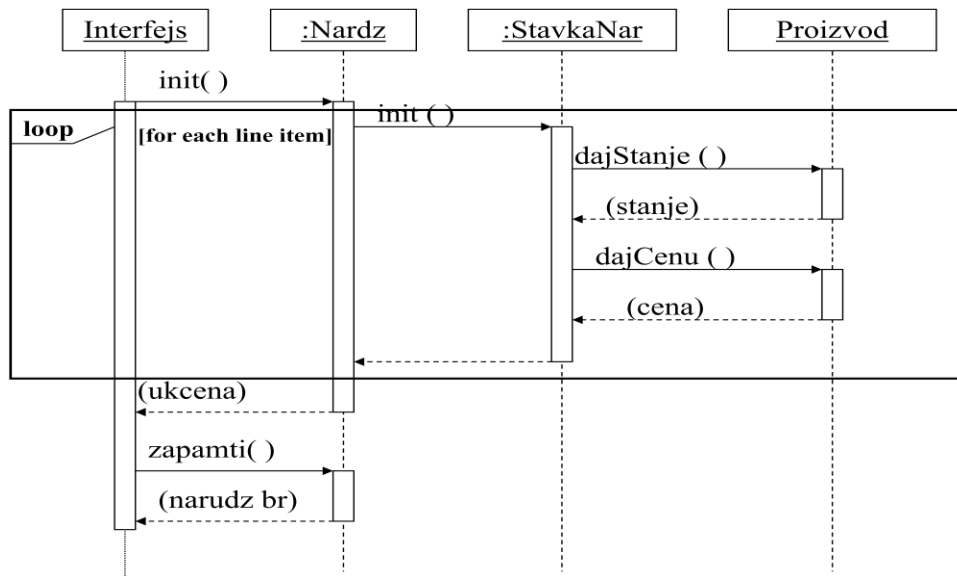 Interfejs
:Nardz
:StavkaNar
Proizvod
init( )
loop
[for each line item]
init ( )
dajStanje ( )
(stanje)
dajCenu ( )
(cena)
(ukcena)
zapamti( )
(narudz br)